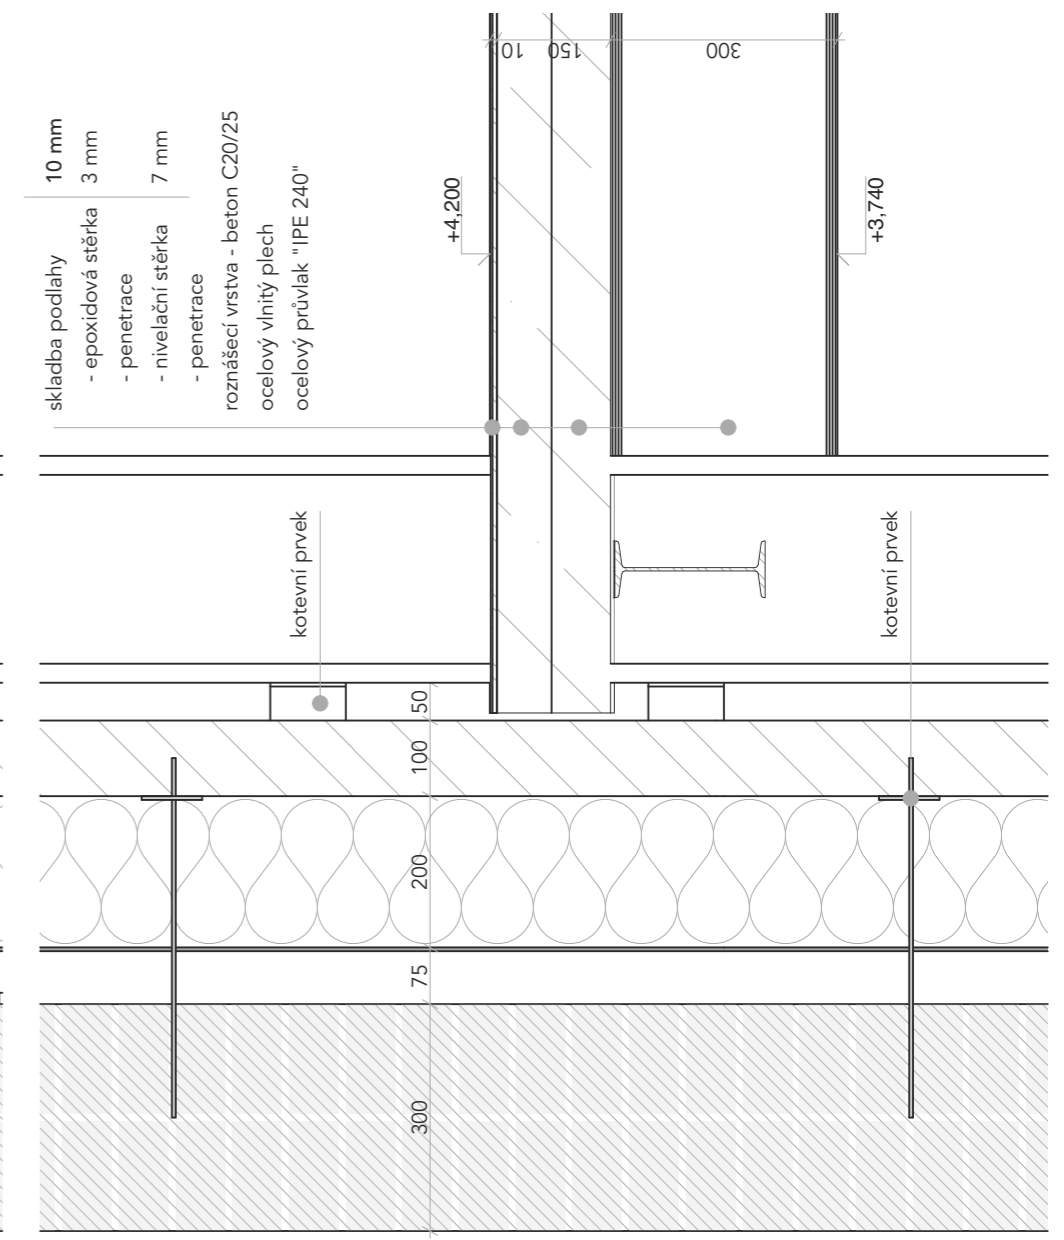 skladba podlahy 10 mm
- epoxidová stěrka 3 mm
- penetrace
- nivelační stěrka 7 mm
- penetrace
roznášecí vrstva - beton C20/25
ocelový vlnitý plech
ocelový průvlak "IPE 240"
10
150
300
+4,200
+3,740
kotevní prvek
kotevní prvek
50
100
200
75
300